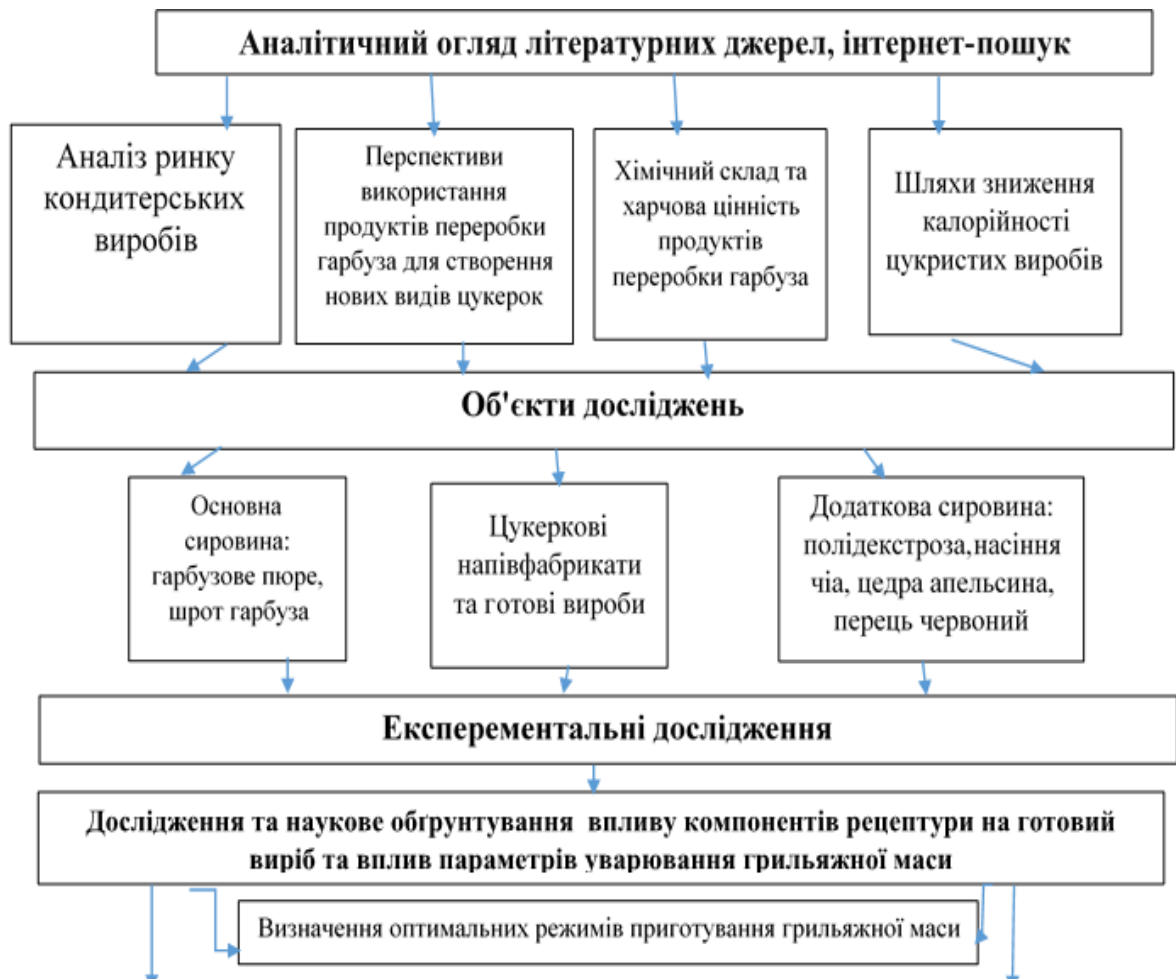 Аналітичний огляд літературних джерел, інтернет-пошук
Аналіз ринку
кондитерських
виробів
Перспективи
використання
продуктів переробки
гарбуза для створення
нових видів цукерок
Хімічний склад та
харчова цінність
продуктів
переробки гарбуза
Шляхи зниження
калорійності
цукристих виробів
Об'єкти досліджень
Основна
сировина:
гарбузове пюре,
шрот гарбуза
Цукеркові
напівфабрикати
та готові вироби
Додаткова сировина:
полідекстроза,насіння
чіа, цедра апельсина,
перець червоний
Експерементальні дослідження
Дослідження та наукове обґрунтування впливу компонентів рецептури на готовий
виріб та вплив параметрів уварювання грильяжної маси
Визначення оптимальних режимів приготування грильяжної маси